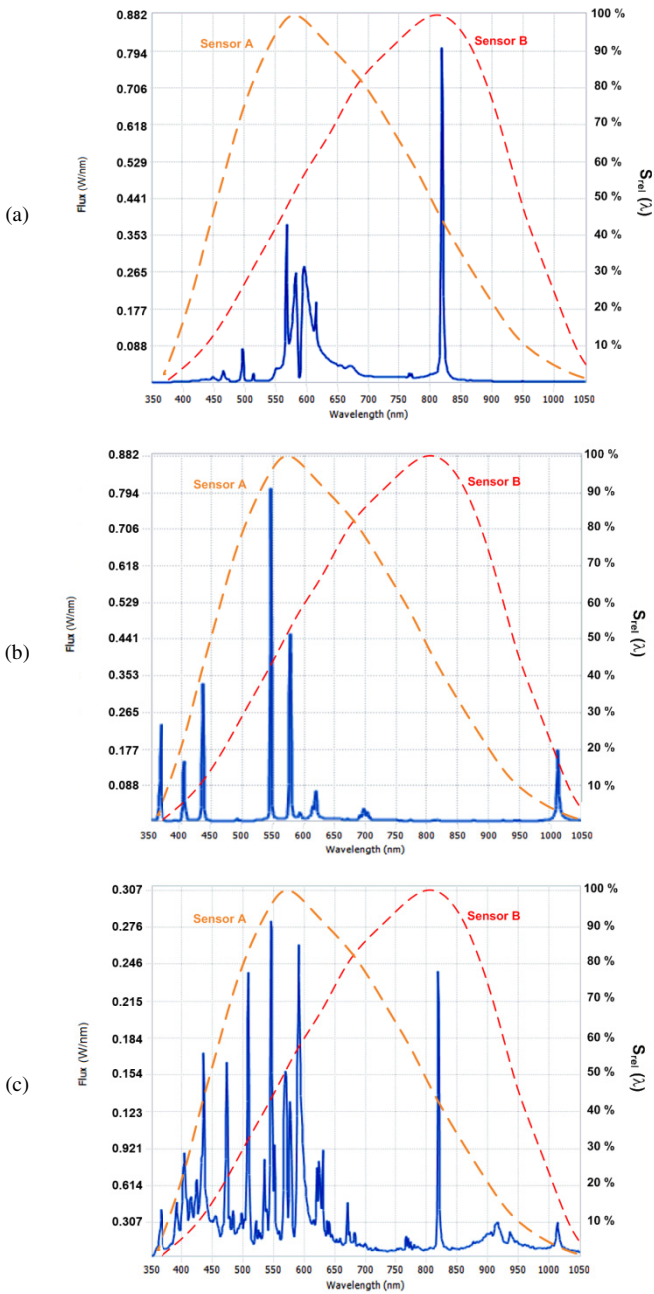 (a)
Flux (W/nm)
0.882
0.794
0.706
0.618
0.529
0.441
0.353
0.265
0.177
0.088
Sensor A
Sensor B
100 %
90 %
80 %
70 %
60 %
50 %
40 %
30 %
20 %
10 %
Srel (λ)
350 400 450 500 550 600 650 700 750 800 850 900 950 1000 1050
Wavelength (nm)
(b)
Flux (W/nm)
0.882
0.794
0.706
0.618
0.529
0.441
0.353
0.265
0.177
0.088
Sensor A
Sensor B
100 %
90 %
80 %
70 %
60 %
50 %
40 %
30 %
20 %
10 %
Srel (λ)
350 400 450 500 550 600 650 700 750 800 850 900 950 1000 1050
Wavelength (nm)
(c)
Flux (W/nm)
0.307
0.276
0.246
0.215
0.184
0.154
0.123
0.921
0.614
0.307
Sensor A
Sensor B
100 %
90 %
80 %
70 %
60 %
50 %
40 %
30 %
20 %
10 %
Srel (λ)
350 400 450 500 550 600 650 700 750 800 850 900 950 1000 1050
Wavelength (nm)